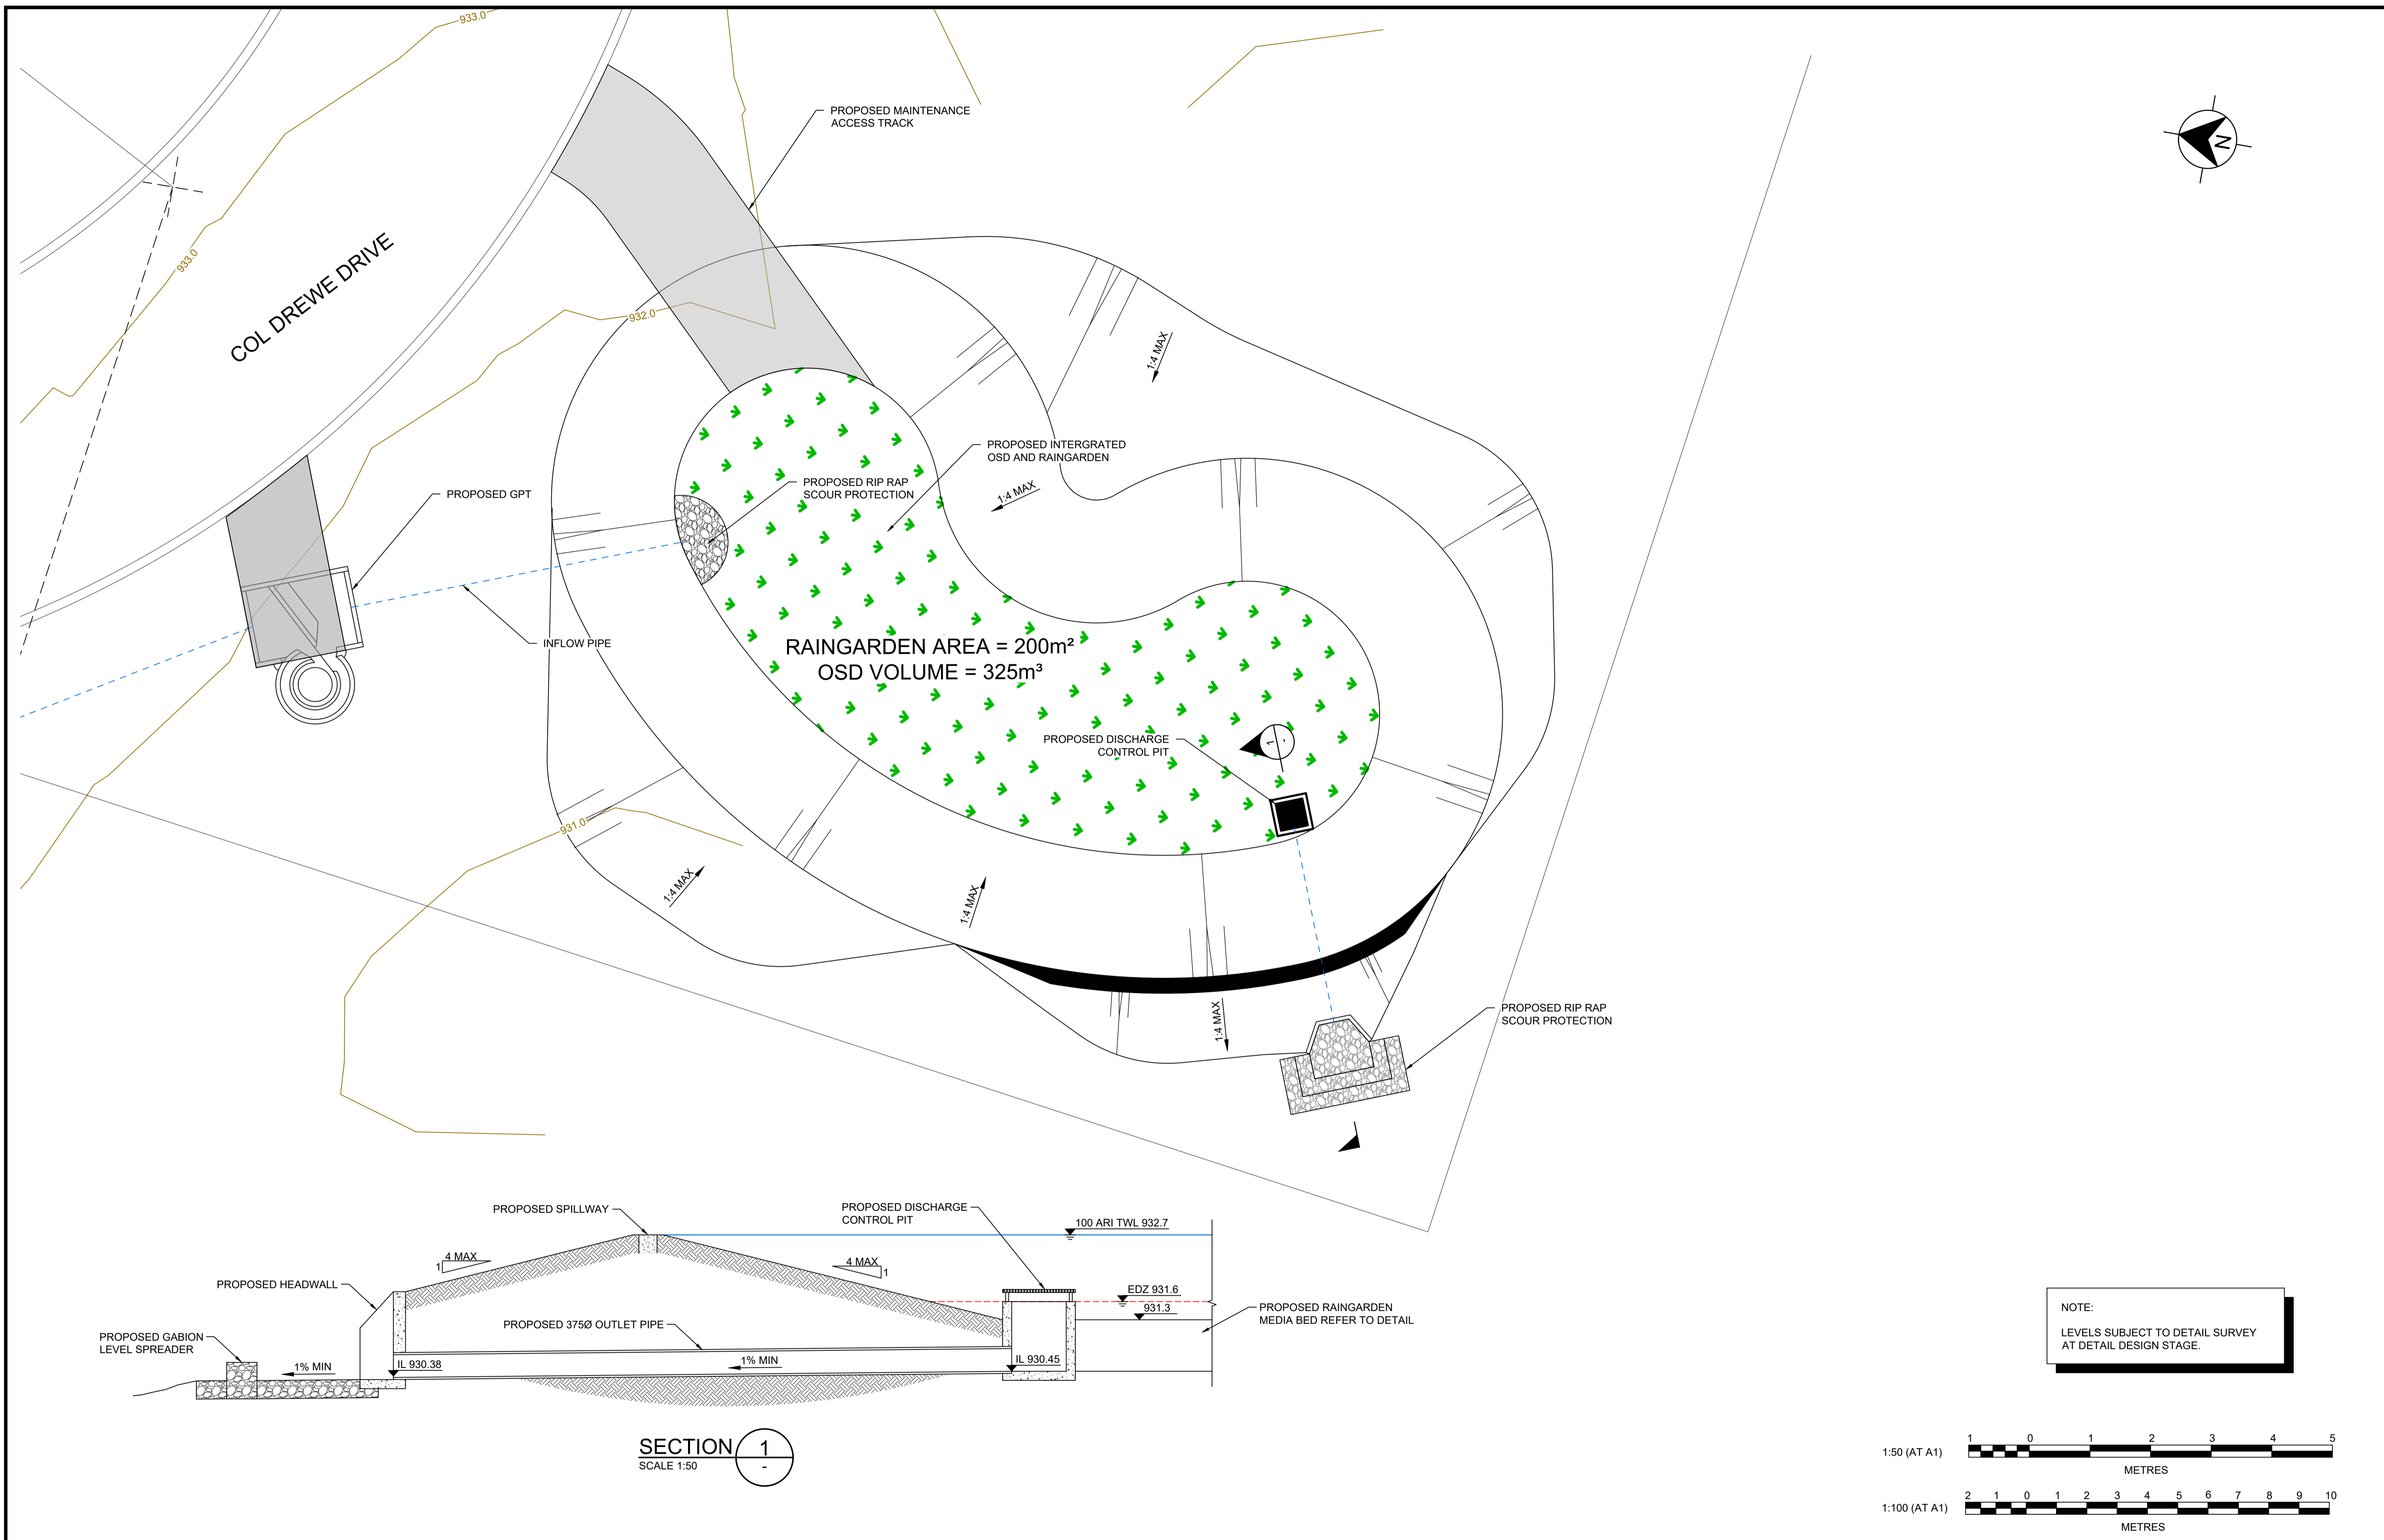 933.0
PROPOSED MAINTENANCE
ACCESS TRACK
N
933.0
COL DREWE DRIVE
932.0
1:4 MAX
PROPOSED INTERGRATED
OSD AND RAINGARDEN
PROPOSED RIP RAP
SCOUR PROTECTION
1:4 MAX
PROPOSED GPT
INFLOW PIPE
RAINGARDEN AREA = 200m²
OSD VOLUME = 325m³
PROPOSED DISCHARGE
CONTROL PIT
1
-
931.0
1:4 MAX
1:4 MAX
1:4 MAX
PROPOSED RIP RAP
SCOUR PROTECTION
PROPOSED SPILLWAY
PROPOSED DISCHARGE
CONTROL PIT
100 ARI TWL 932.7
4 MAX
1
4 MAX
1
PROPOSED HEADWALL
EDZ 931.6
931.3
PROPOSED RAINGARDEN
MEDIA BED REFER TO DETAIL
PROPOSED 375Ø OUTLET PIPE
PROPOSED GABION
LEVEL SPREADER
1% MIN
IL 930.38
1% MIN
IL 930.45
SECTION 1
SCALE 1:50 -
NOTE:
LEVELS SUBJECT TO DETAIL SURVEY
AT DETAIL DESIGN STAGE.
1 0 1 2 3 4 5
1:50 (AT A1)
METRES
2 1 0 1 2 3 4 5 6 7 8 9 10
1:100 (AT A1)
METRES